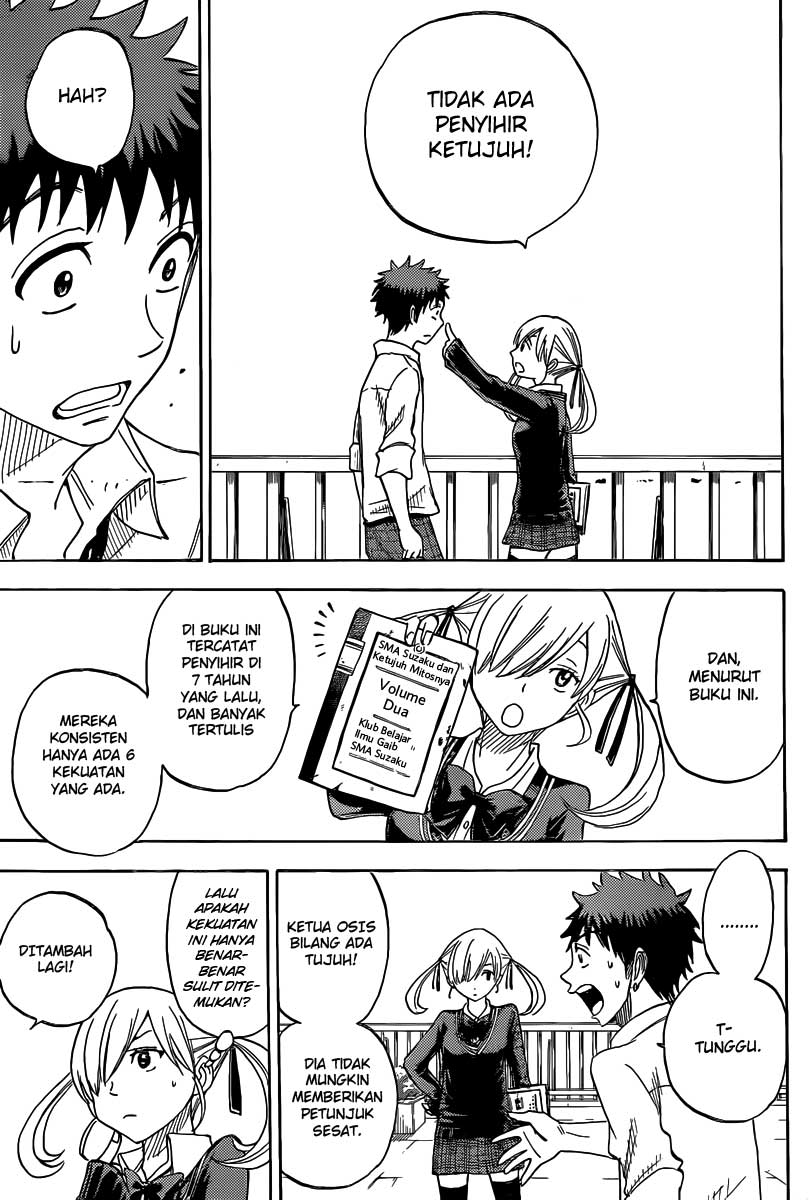 TIDAK ADA
PENYIHIR
KETUJUH!
HAH?
DAN,
MENURUT
BUKU INI.
SMA Suzaku dan
Ketujuh Mitosnya
Volume
Dua
Klub Belajar
Ilmu Gaib
SMA Suzaku
DI BUKU INI
TERCATAT
PENYIHIR DI
7 TAHUN
YANG LALU,
DAN BANYAK
TERTULIS
MEREKA
KONSISTEN
HANYA ADA 6
KEKUATAN
YANG ADA.
........
T-
TUNGGU.
KETUA OSIS
BILANG ADA
TUJUH!
DIA TIDAK
MUNGKIN
MEMBERIKAN
PETUNJUK
SESAT.
LALU
APAKAH
KEKUATAN
INI HANYA
BENAR-
BENAR
SULIT DITE-
MUKAN?
DITAMBAH
LAGI!